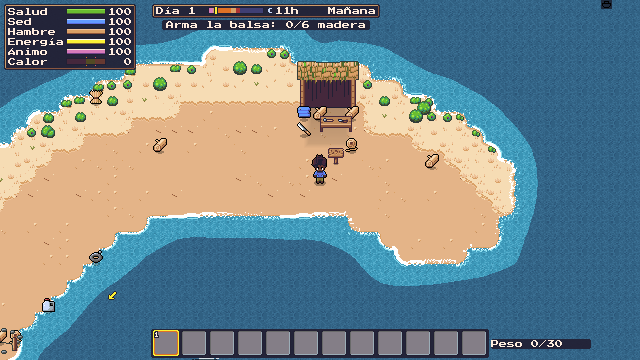 Salud 100
Sed 100
Hambre 100
Energía 100
Ánimo 100
Calor 0
Día 1 11h Mañana
Arma la balsa: 0/6 madera
1
Peso 0/30